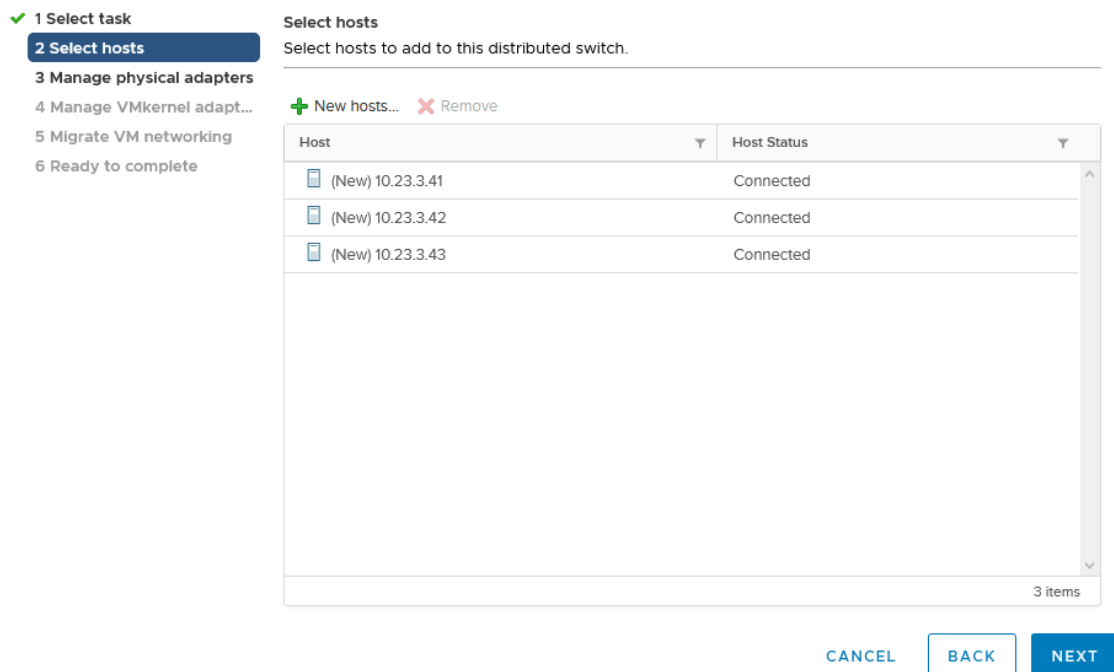 1 Select task
2 Select hosts
3 Manage physical adapters
4 Manage VMkernel adapt...
5 Migrate VM networking
6 Ready to complete
Select hosts
Select hosts to add to this distributed switch.
New hosts... Remove
Host Host Status
(New) 10.23.3.41 Connected
(New) 10.23.3.42 Connected
(New) 10.23.3.43 Connected
3 items
CANCEL BACK NEXT